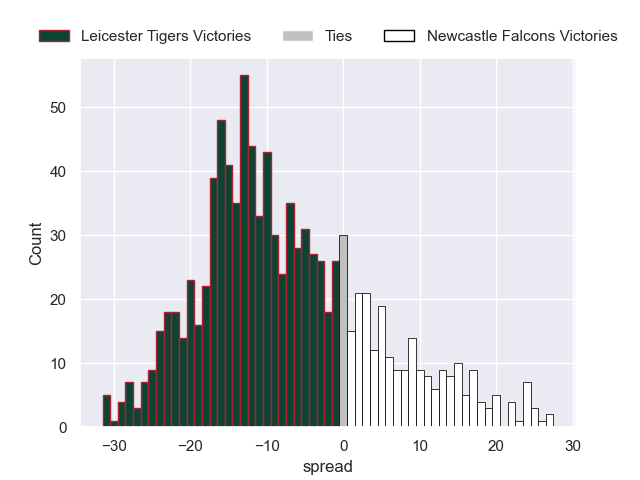 Leicester Tigers Victories Ties Newcastle Falcons Victories
50
40
30
20
10
0
Count
−30 −20 −10 0 10 20 30
spread